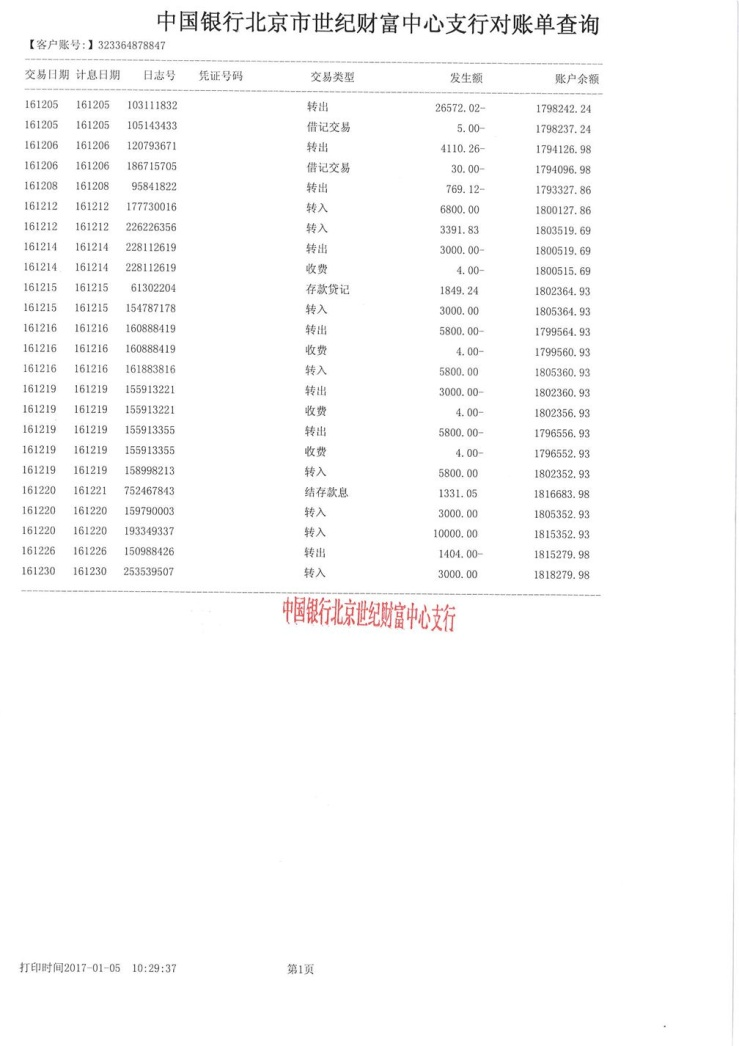 中国银行北京市世纪财富中心支行对账单查询
【客户账号:】323364878847
交易日期 计息日期 日志号 凭证号码 交易类型 发生额 账户余额
161205 161205 103111832 转出 26572.02- 1798242.24
161205 161205 105143433 借记交易 5.00- 1798237.24
161206 161206 120793671 转出 4110.26- 1794126.98
161206 161206 186715705 借记交易 30.00- 1794096.98
161208 161208 95841822 转出 769.12- 1793327.86
161212 161212 177730016 转入 6800.00 1800127.86
161212 161212 226226356 转入 3391.83 1803519.69
161214 161214 228112619 转出 3000.00- 1800519.69
161214 161214 228112619 收费 4.00- 1800515.69
161215 161215 61302204 存款贷记 1849.24 1802364.93
161215 161215 154787178 转入 3000.00 1805364.93
161216 161216 160888419 转出 5800.00- 1799564.93
161216 161216 160888419 收费 4.00- 1799560.93
161216 161216 161883816 转入 5800.00 1805360.93
161219 161219 155913221 转出 3000.00- 1802360.93
161219 161219 155913221 收费 4.00- 1802356.93
161219 161219 155913355 转出 5800.00- 1796556.93
161219 161219 155913355 收费 4.00- 1796552.93
161219 161219 158998213 转入 5800.00 1802352.93
161220 161221 752467843 结存款息 1331.05 1816683.98
161220 161220 159790003 转入 3000.00 1805352.93
161220 161220 193349337 转入 10000.00 1815352.93
161226 161226 150988426 转出 1404.00- 1815279.98
161230 161230 253539507 转入 3000.00 1818279.98
中国银行北京世纪财富中心支行
打印时间2017-01-05 10:29:37 第1页